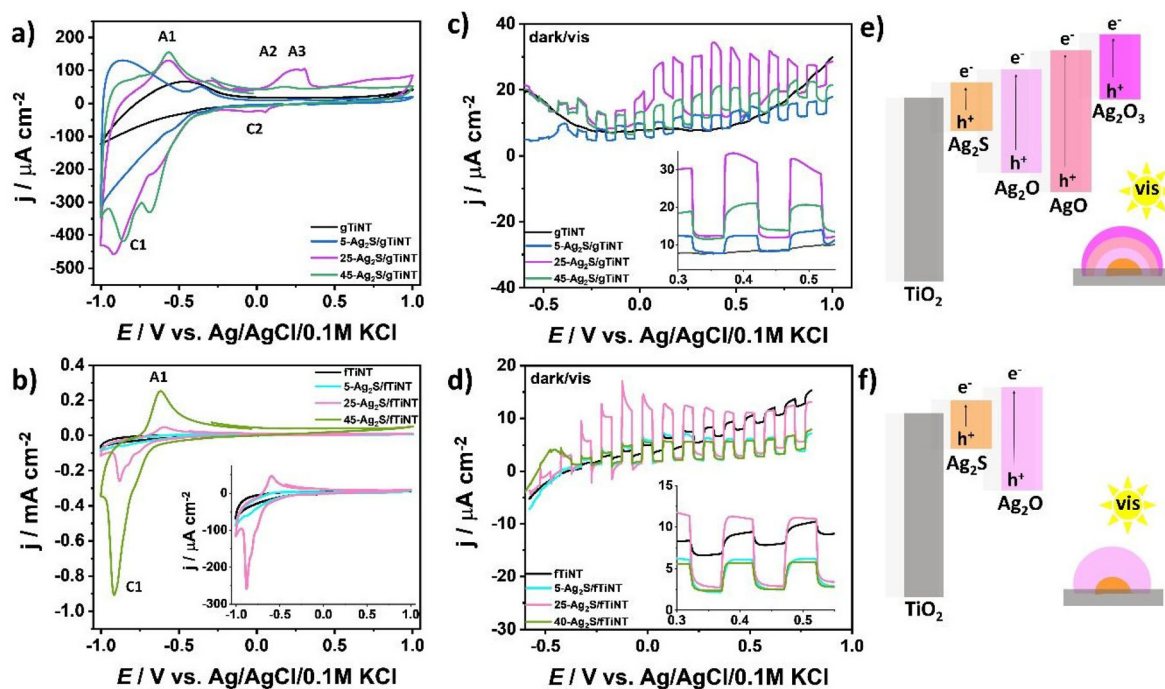 a)
A1
A2 A3
C2
C1
200
100
0
-100
-200
-300
-400
-500
j / µA cm-2
gTiNT
5-Ag2S/gTiNT
25-Ag2S/gTiNT
45-Ag2S/gTiNT
-1.0 -0.5 0.0 0.5 1.0
E / V vs. Ag/AgCl/0.1M KCl
c)
dark/vis
40
20
0
-20
-40
j / µA cm-2
30
20
10
0.3 0.4 0.5
gTiNT
5-Ag2S/gTiNT
25-Ag2S/gTiNT
45-Ag2S/gTiNT
-0.5 0.0 0.5 1.0
E / V vs. Ag/AgCl/0.1M KCl
e)
e-
e-
e-
e-
h+
Ag2O3
h+
Ag2S
h+
Ag2O
h+
AgO
vis
TiO2
b)
A1
C1
0.4
0.2
0.0
-0.2
-0.4
-0.6
-0.8
-1.0
j / mA cm-2
fTiNT
5-Ag2S/fTiNT
25-Ag2S/fTiNT
45-Ag2S/fTiNT
j / µA cm-2
0
-100
-200
-300
-1.0 -0.5 0.0 0.5 1.0
-1.0 -0.5 0.0 0.5 1.0
E / V vs. Ag/AgCl/0.1M KCl
d)
dark/vis
20
15
10
5
0
-5
-10
-15
-20
-25
-30
j / µA cm-2
15
10
5
0
0.3 0.4 0.5
fTiNT
5-Ag2S/fTiNT
25-Ag2S/fTiNT
40-Ag2S/fTiNT
-0.5 0.0 0.5 1.0
E / V vs. Ag/AgCl/0.1M KCl
f)
e-
e-
h+
Ag2S
h+
Ag2O
vis
TiO2